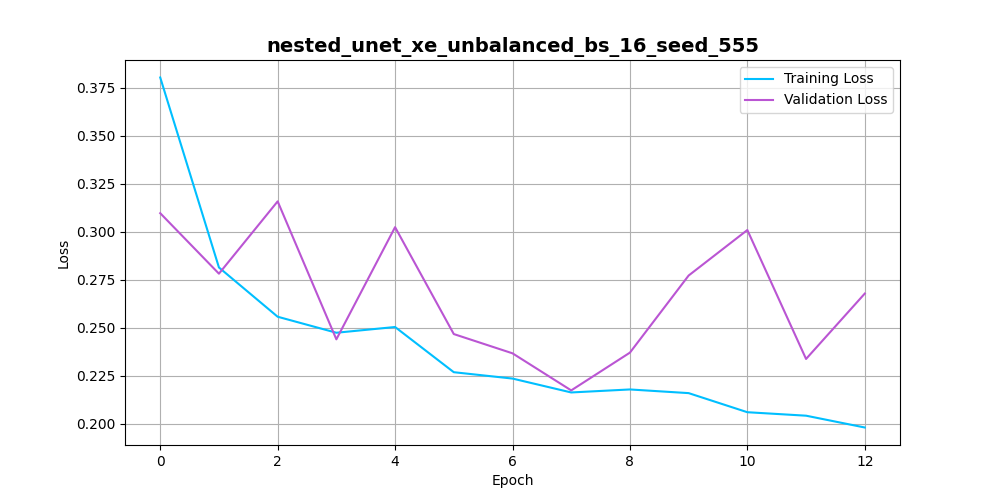 nested_unet_xe_unbalanced_bs_16_seed_555
Training Loss
Validation Loss
0.375
0.350
0.325
0.300
0.275
0.250
0.225
0.200
Loss
0 2 4 6 8 10 12
Epoch